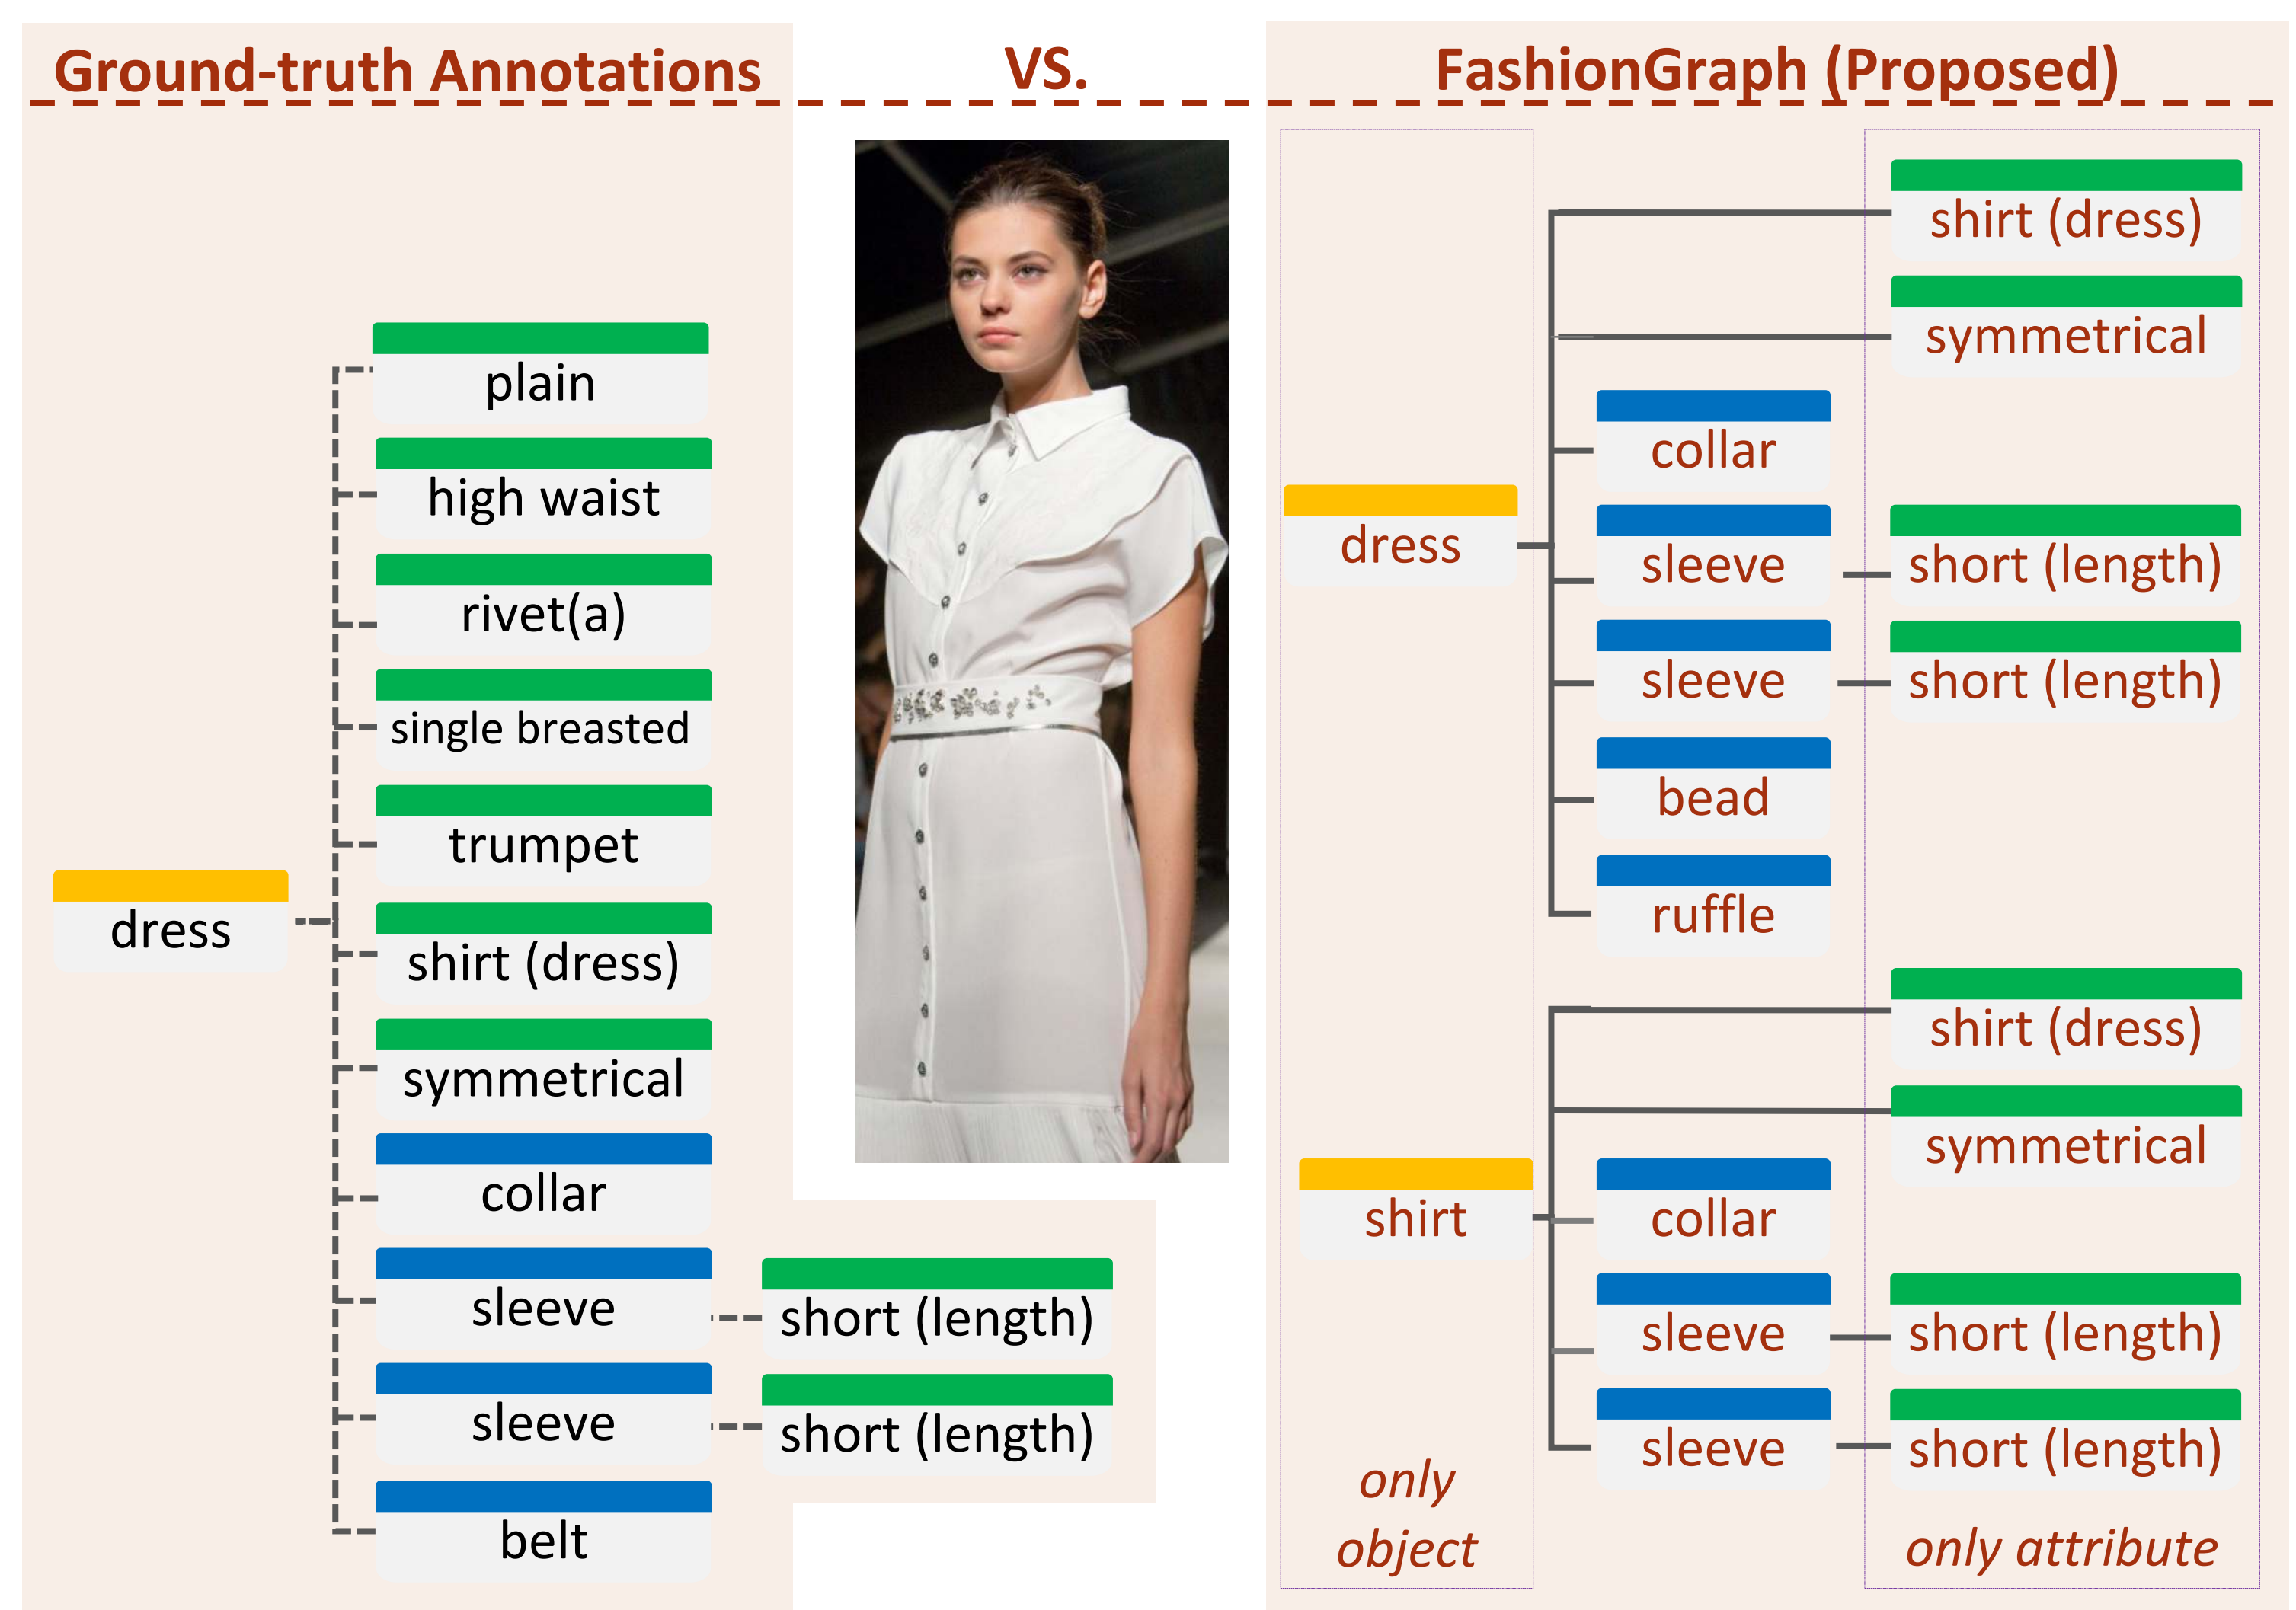 Ground-truth Annotations
VS.
FashionGraph (Proposed)
plain
high waist
rivet(a)
single breasted
trumpet
dress
shirt (dress)
symmetrical
collar
sleeve
short (length)
sleeve
short (length)
belt
shirt (dress)
symmetrical
collar
dress
sleeve
short (length)
sleeve
short (length)
bead
ruffle
shirt (dress)
symmetrical
shirt
collar
sleeve
short (length)
sleeve
short (length)
only
object
only attribute